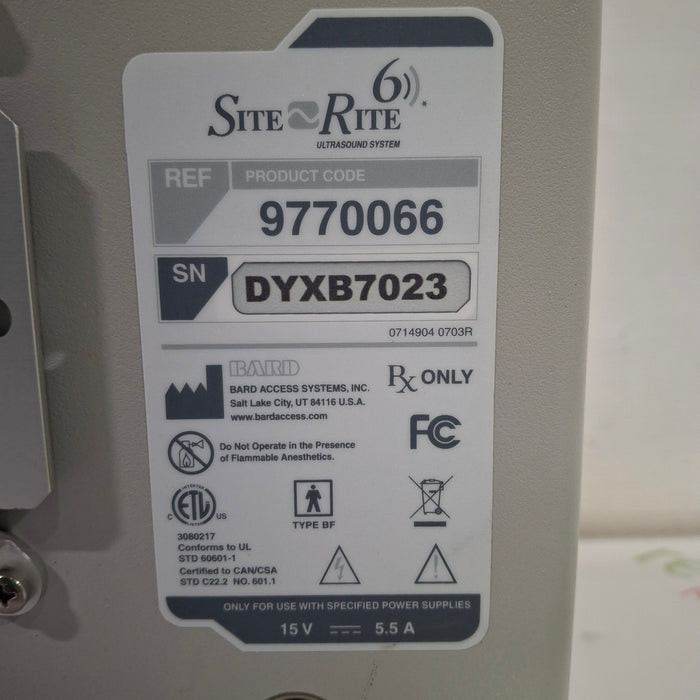 SITE RITE 6
ULTRASOUND SYSTEM
REF PRODUCT CODE
9770066
SN DYXB7023
0714904 0703R
BARD
BARD ACCESS SYSTEMS, INC.
Salt Lake City, UT 84116 U.S.A.
www.bardaccess.com
Rx ONLY
FC
Do Not Operate in the Presence
of Flammable Anesthetics.
INTERTEK
C ETL US
LISTED
TYPE BF
3080217
Conforms to UL
STD 60601-1
Certified to CAN/CSA
STD C22.2 NO. 601.1
ONLY FOR USE WITH SPECIFIED POWER SUPPLIES
15 V 5.5 A